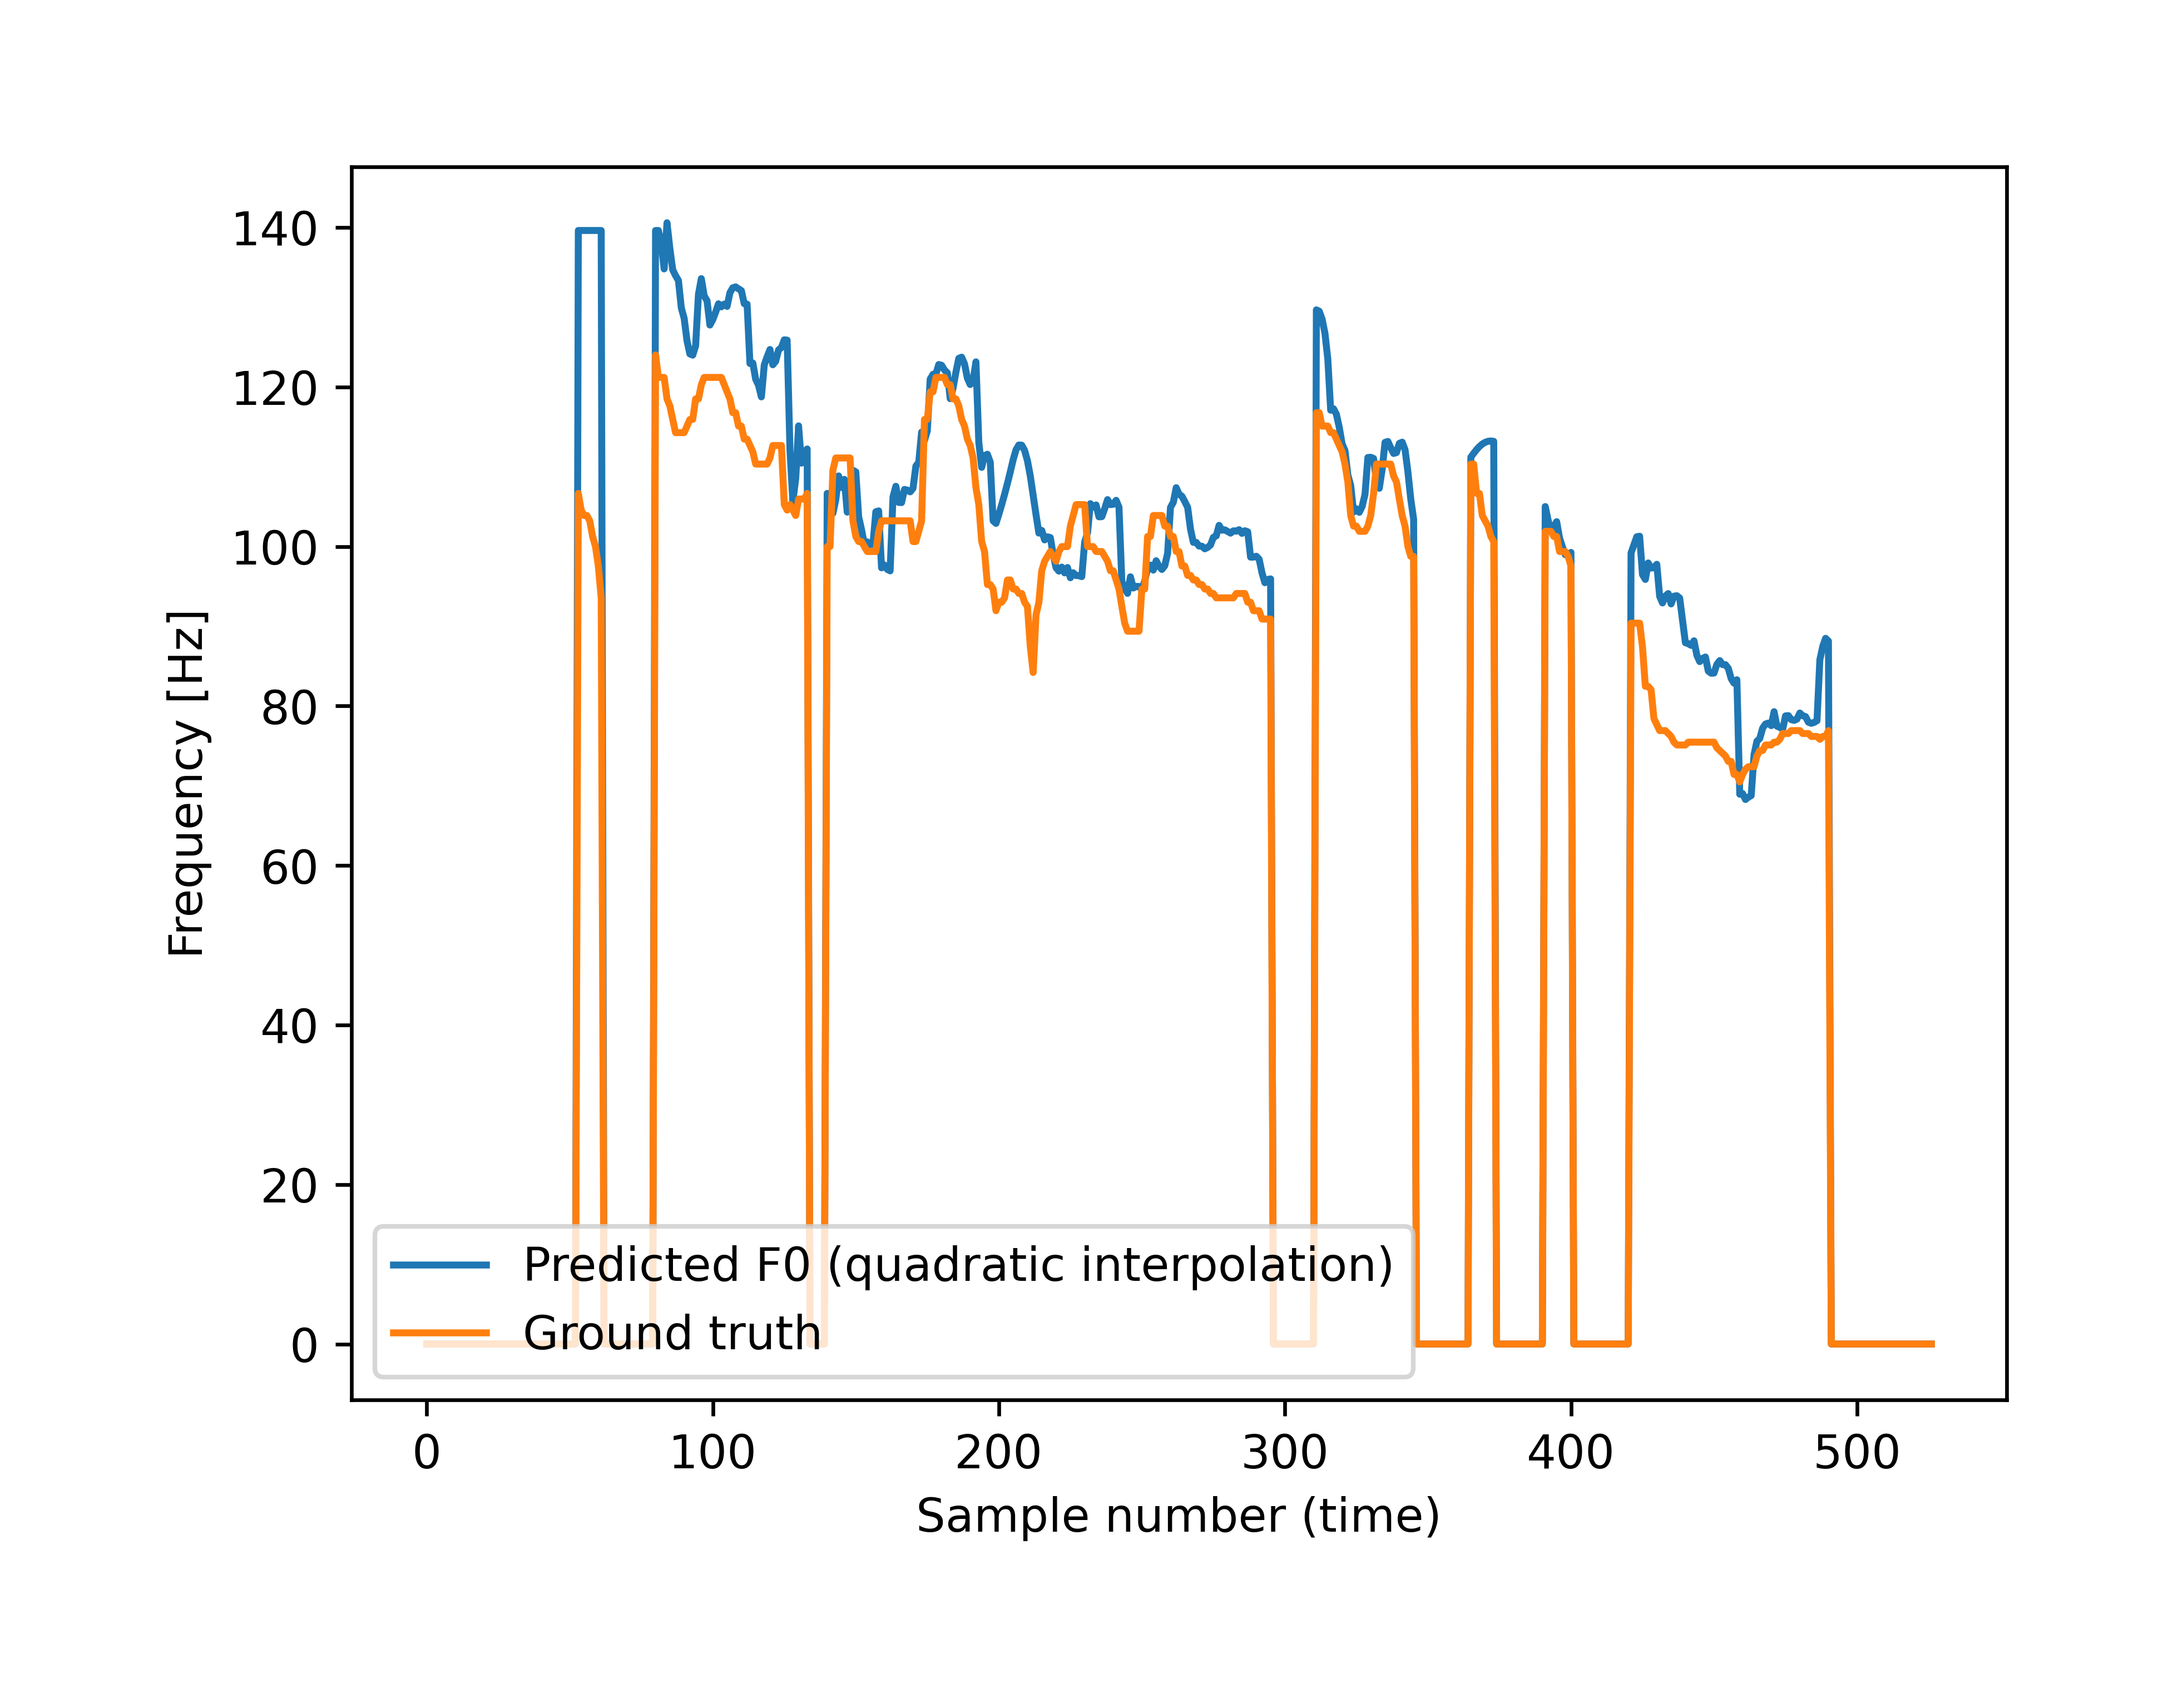 140
120
100
80
60
40
20
0
Frequency [Hz]
Predicted F0 (quadratic interpolation)
Ground truth
0 100 200 300 400 500
Sample number (time)